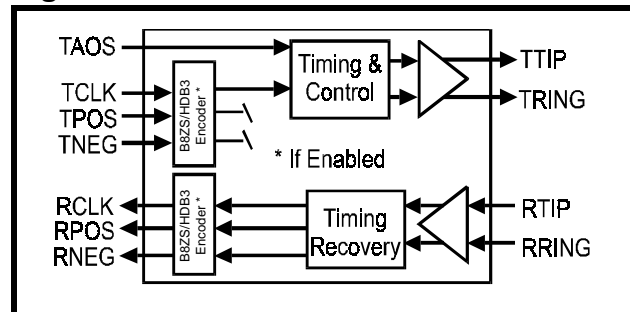 TAOS
TCLK
TPOS
TNEG
B8ZS/HDB3
Encoder *
Timing &
Control
TTIP
TRING
* If Enabled
RCLK
RPOS
RNEG
B8ZS/HDB3
Encoder *
Timing
Recovery
RTIP
RRING